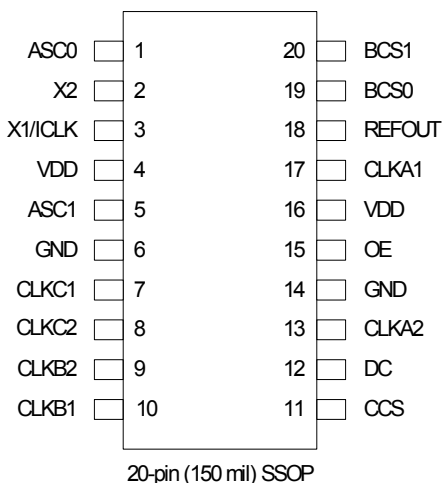 ASC0 1 20 BCS1
X2 2 19 BCS0
X1/ICLK 3 18 REFOUT
VDD 4 17 CLKA1
ASC1 5 16 VDD
GND 6 15 OE
CLKC1 7 14 GND
CLKC2 8 13 CLKA2
CLKB2 9 12 DC
CLKB1 10 11 CCS
20-pin (150 mil) SSOP